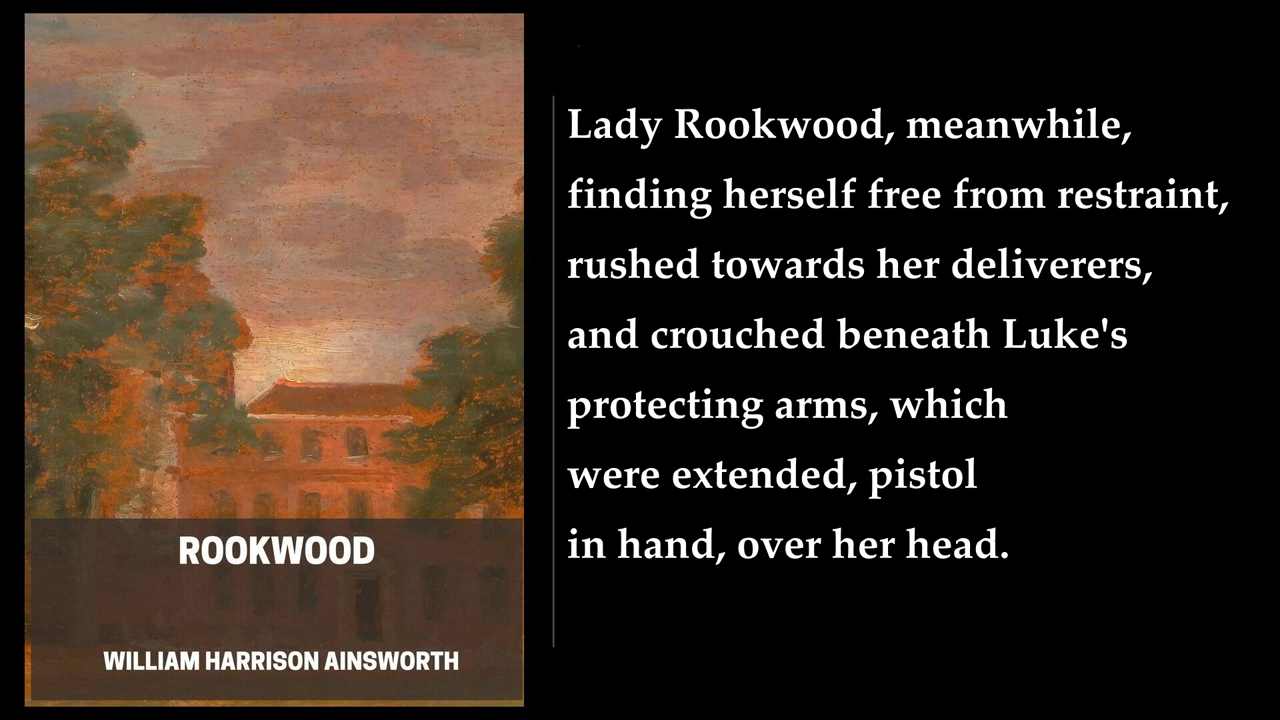 ROOKWOOD
WILLIAM HARRISON AINSWORTH
Lady Rookwood, meanwhile,
finding herself free from restraint,
rushed towards her deliverers,
and crouched beneath Luke's
protecting arms, which
were extended, pistol
in hand, over her head.